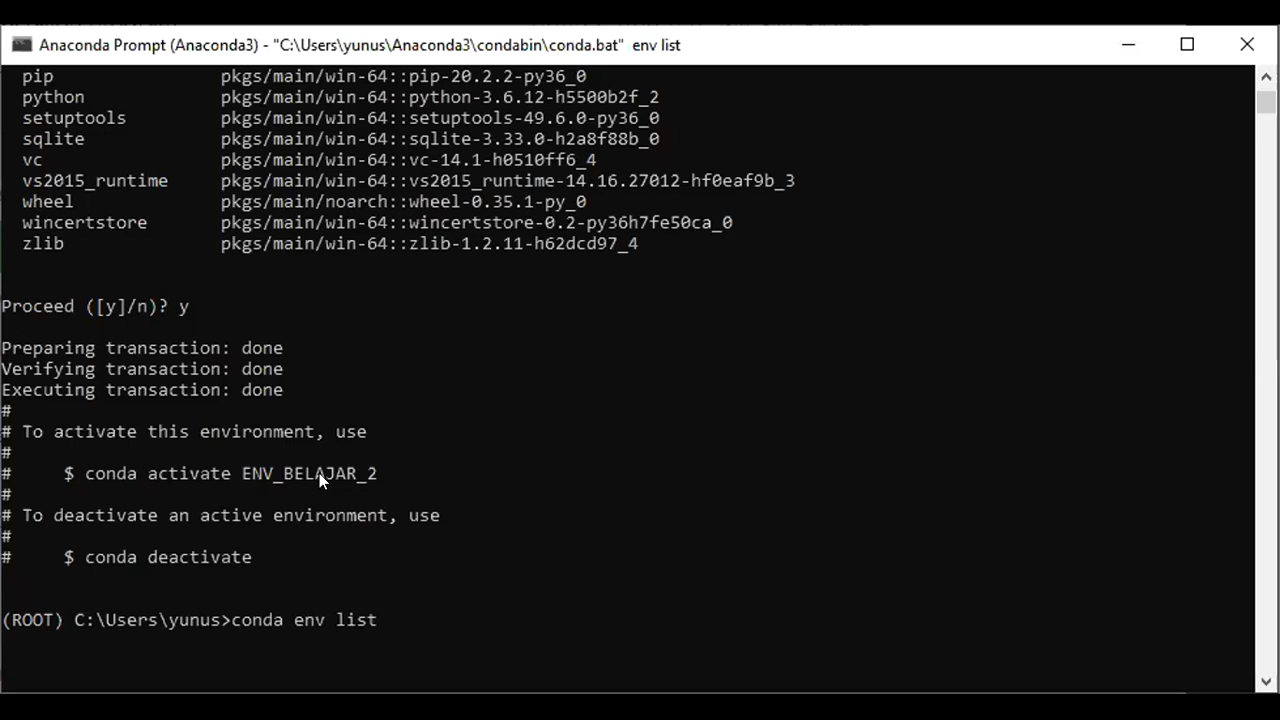 Anaconda Prompt (Anaconda3) - "C:\Users\yunus\Anaconda3\condabin\conda.bat"  env list
pip                pkgs/main/win-64::pip-20.2.2-py36_0
python             pkgs/main/win-64::python-3.6.12-h5500b2f_2
setuptools         pkgs/main/win-64::setuptools-49.6.0-py36_0
sqlite             pkgs/main/win-64::sqlite-3.33.0-h2a8f88b_0
vc                 pkgs/main/win-64::vc-14.1-h0510ff6_4
vs2015_runtime     pkgs/main/win-64::vs2015_runtime-14.16.27012-hf0eaf9b_3
wheel              pkgs/main/noarch::wheel-0.35.1-py_0
wincertstore       pkgs/main/win-64::wincertstore-0.2-py36h7fe50ca_0
zlib               pkgs/main/win-64::zlib-1.2.11-h62dcd97_4
Proceed ([y]/n)? y
Preparing transaction: done
Verifying transaction: done
Executing transaction: done
#
# To activate this environment, use
#
#     $ conda activate ENV_BELAJAR_2
#
# To deactivate an active environment, use
#
#     $ conda deactivate
(ROOT) C:\Users\yunus>conda env list